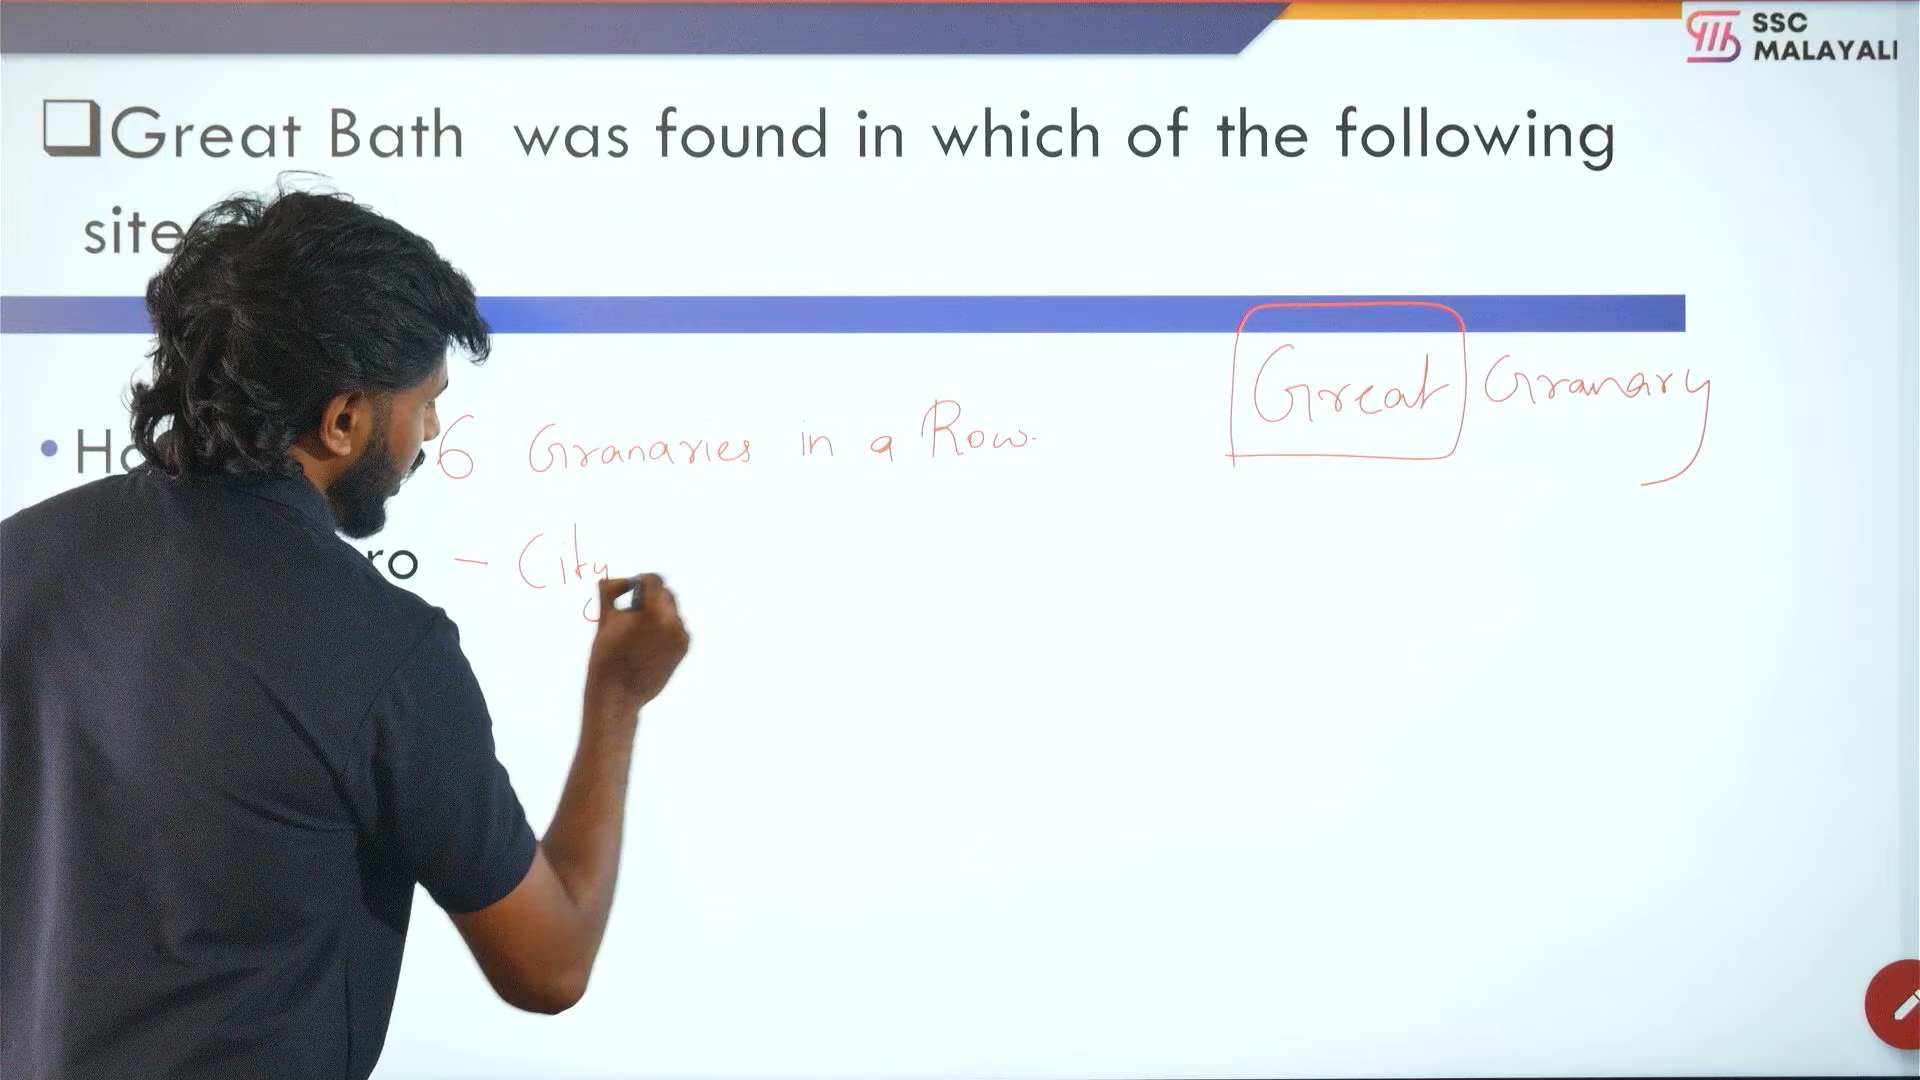 SSC
MALAYALI
Great Bath was found in which of the following
site
Great Granary
6 Granaries in a Row.
ro - City